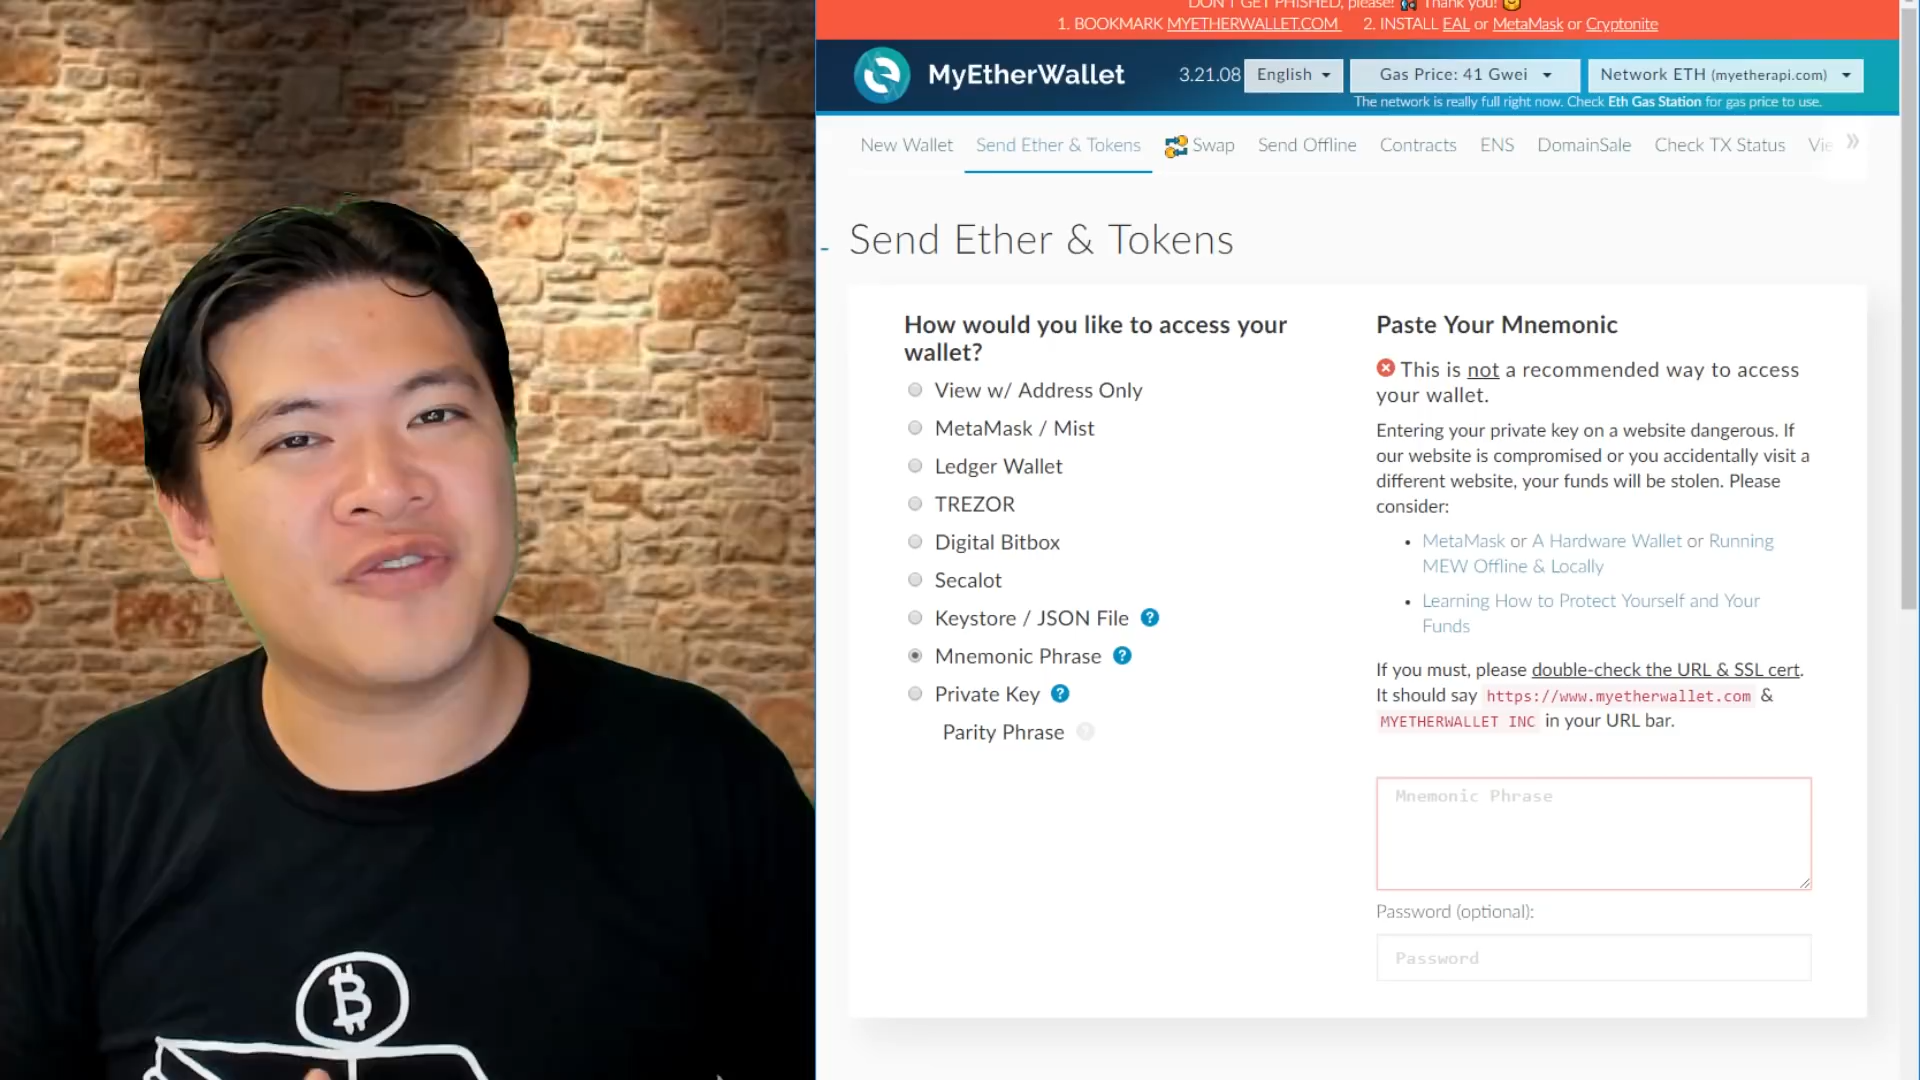 DON'T GET PHISHED, please! Thank you!
1. BOOKMARK MYETHERWALLET.COM 2. INSTALL EAL or MetaMask or Cryptonite
MyEtherWallet
3.21.08 English Gas Price: 41 Gwei Network ETH (myetherapi.com)
The network is really full right now. Check Eth Gas Station for gas price to use.
New Wallet Send Ether & Tokens Swap Send Offline Contracts ENS DomainSale Check TX Status Vie »
Send Ether & Tokens
How would you like to access your
wallet?
View w/ Address Only
MetaMask / Mist
Ledger Wallet
TREZOR
Digital Bitbox
Secalot
Keystore / JSON File ?
Mnemonic Phrase ?
Private Key ?
Parity Phrase ?
Paste Your Mnemonic
This is not a recommended way to access
your wallet.
Entering your private key on a website dangerous. If
our website is compromised or you accidentally visit a
different website, your funds will be stolen. Please
consider:
• MetaMask or A Hardware Wallet or Running
MEW Offline & Locally
• Learning How to Protect Yourself and Your
Funds
If you must, please double-check the URL & SSL cert.
It should say https://www.myetherwallet.com &
MYETHERWALLET INC in your URL bar.
Mnemonic Phrase
Password (optional):
Password